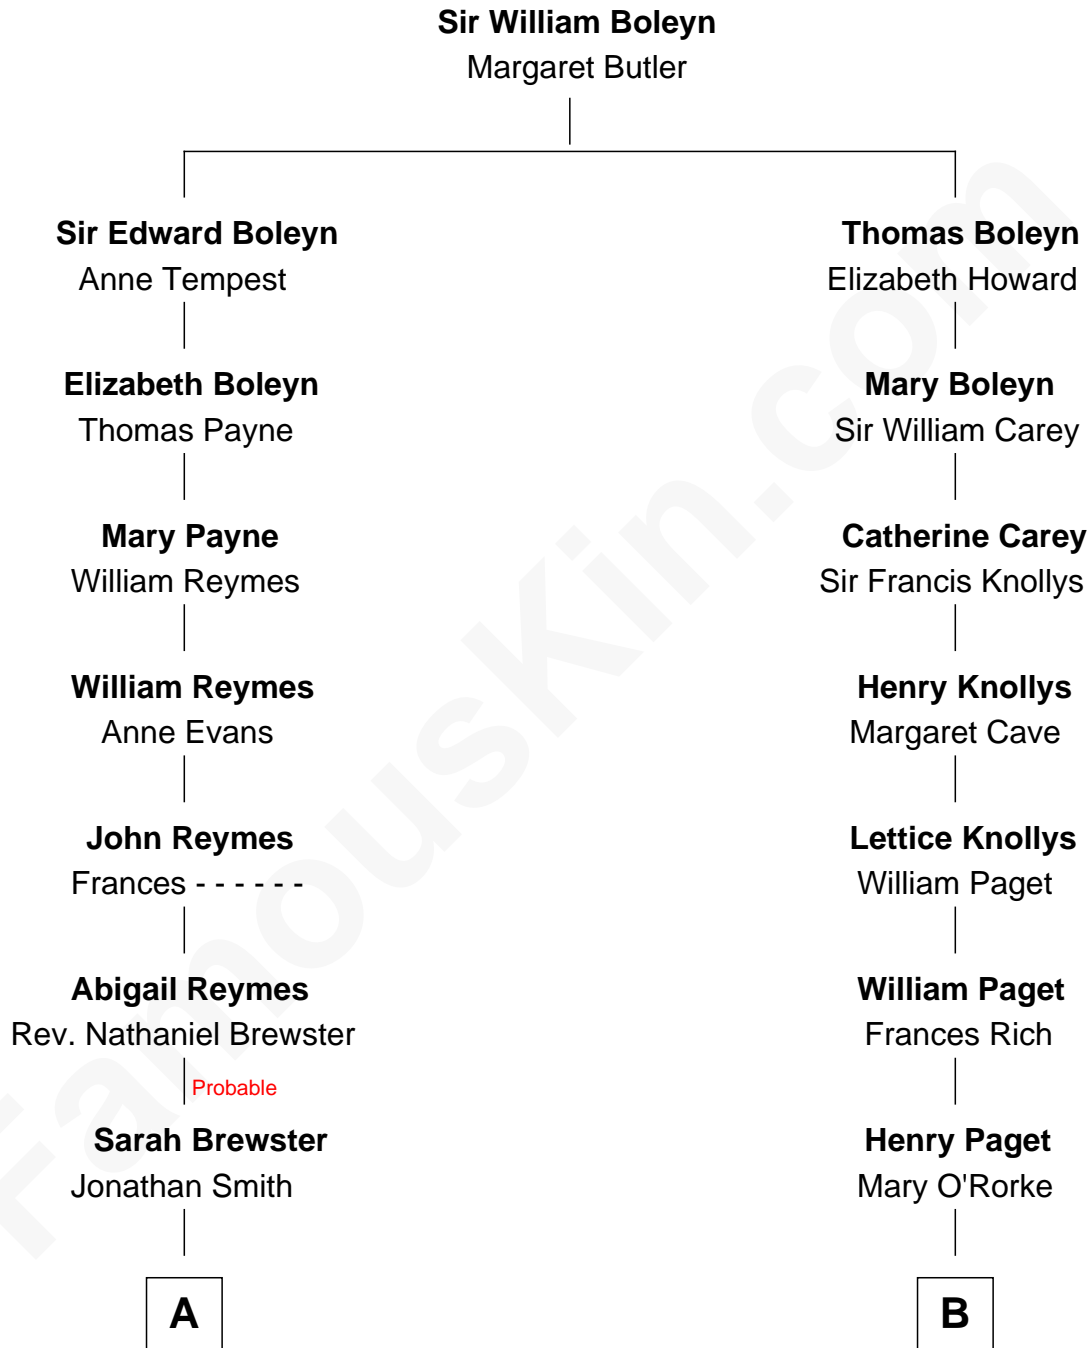 Sir William Boleyn
Margaret Butler
Sir Edward Boleyn
Anne Tempest
Thomas Boleyn
Elizabeth Howard
Elizabeth Boleyn
Thomas Payne
Mary Boleyn
Sir William Carey
Mary Payne
William Reymes
Catherine Carey
Sir Francis Knollys
William Reymes
Anne Evans
Henry Knollys
Margaret Cave
John Reymes
Frances - - - - - -
Lettice Knollys
William Paget
Abigail Reymes
Rev. Nathaniel Brewster
William Paget
Frances Rich
Probable
Sarah Brewster
Jonathan Smith
Henry Paget
Mary O'Rorke
A
B
FamousKin.com